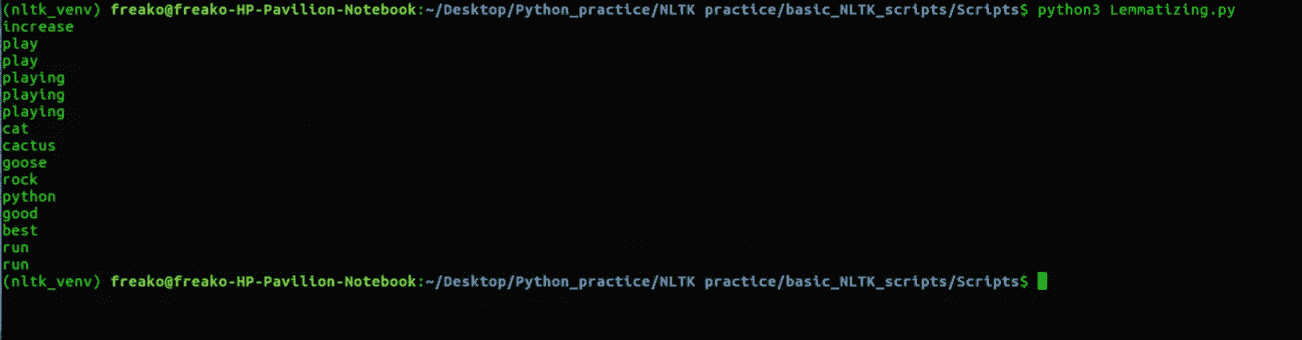 (nltk_venv) freako@freako-HP-Pavilion-Notebook:~/Desktop/Python_practice/NLTK practice/basic_NLTK_scripts/Scripts$ python3 Lemmatizing.py
increase
play
play
playing
playing
playing
cat
cactus
goose
rock
python
good
best
run
run
(nltk_venv) freako@freako-HP-Pavilion-Notebook:~/Desktop/Python_practice/NLTK practice/basic_NLTK_scripts/Scripts$